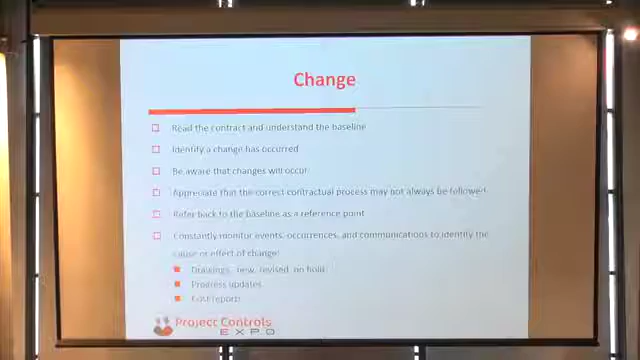 Change
Read the contract and understand the baseline
Identify a change has occurred
Be aware that changes will occur
Appreciate that the correct contractual process may not always be followed
Refer back to the baseline as a reference point
Constantly monitor events, occurrences, and communications to identify the
cause or effect of change:
Drawings, new, revised, on hold
Progress updates
Cost reports
Project Controls
EXPO